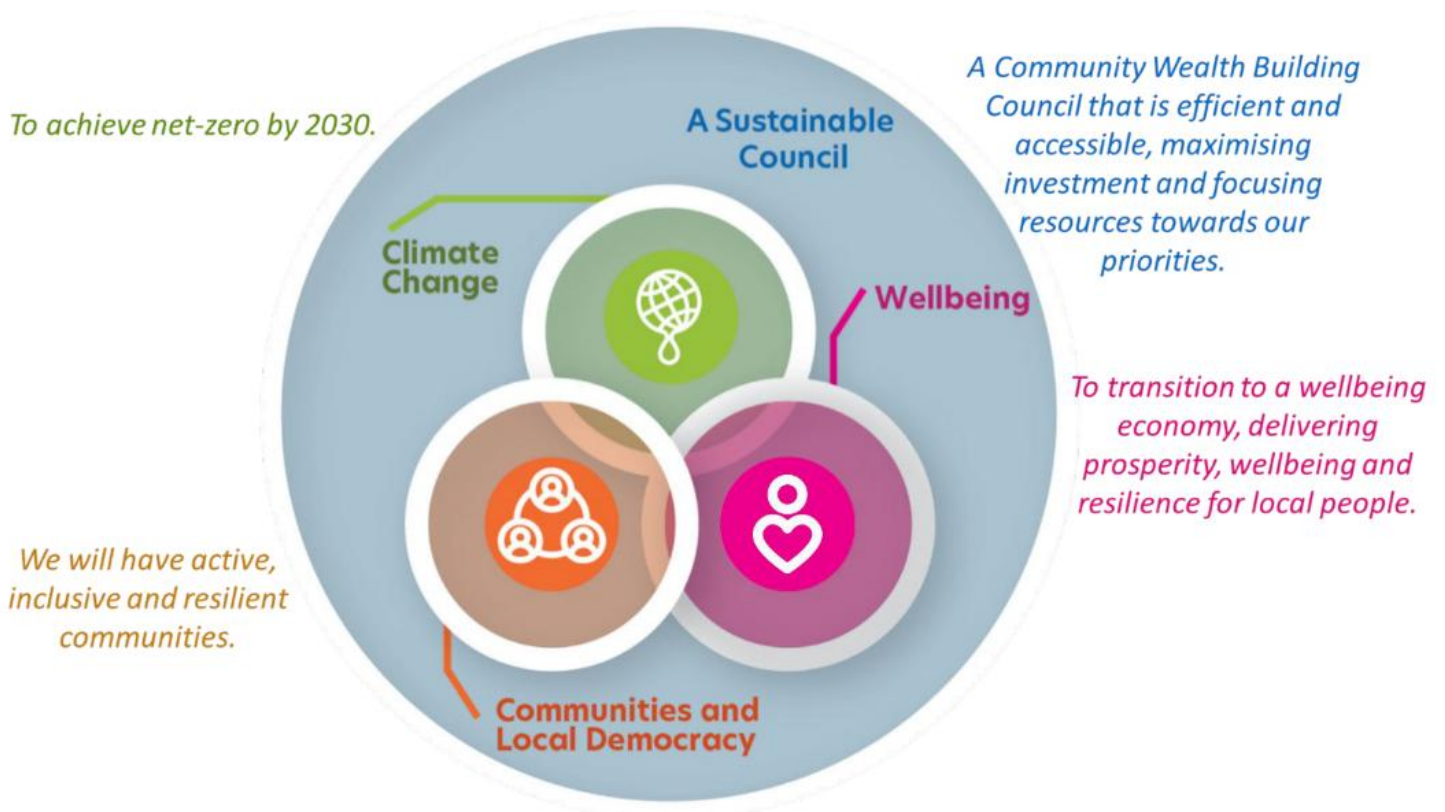 To achieve net-zero by 2030.
A Sustainable
Council
A Community Wealth Building
Council that is efficient and
accessible, maximising
investment and focusing
resources towards our
priorities.
Climate
Change
Wellbeing
To transition to a wellbeing
economy, delivering
prosperity, wellbeing and
resilience for local people.
We will have active,
inclusive and resilient
communities.
Communities and
Local Democracy